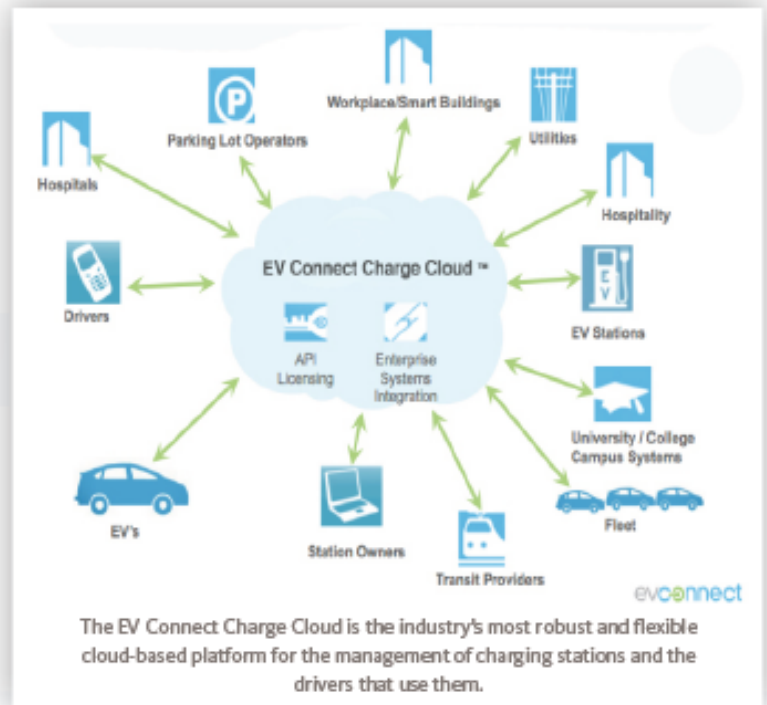 Workplace/Smart Buildings
Parking Lot Operators
Utilities
Hospitals
Hospitality
EV Connect Charge Cloud ™
Drivers
EV
EV Stations
API
Licensing
Enterprise
Systems
Integration
University / College
Campus Systems
EV's
Fleet
Station Owners
Transit Providers
evconnect
The EV Connect Charge Cloud is the industry's most robust and flexible
cloud-based platform for the management of charging stations and the
drivers that use them.
P